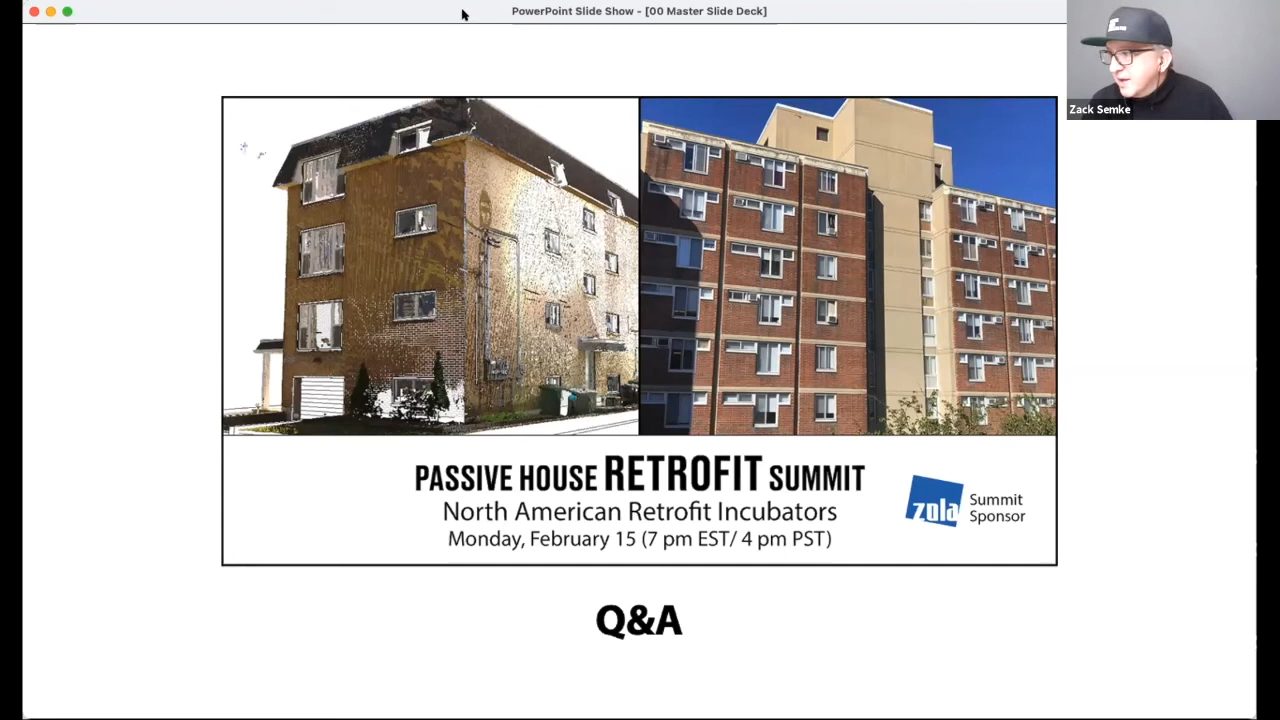 PowerPoint Slide Show - [00 Master Slide Deck]
Zack Semke
PASSIVE HOUSE RETROFIT SUMMIT
North American Retrofit Incubators
Monday, February 15 (7 pm EST/ 4 pm PST)
zola
Summit
Sponsor
Q&A